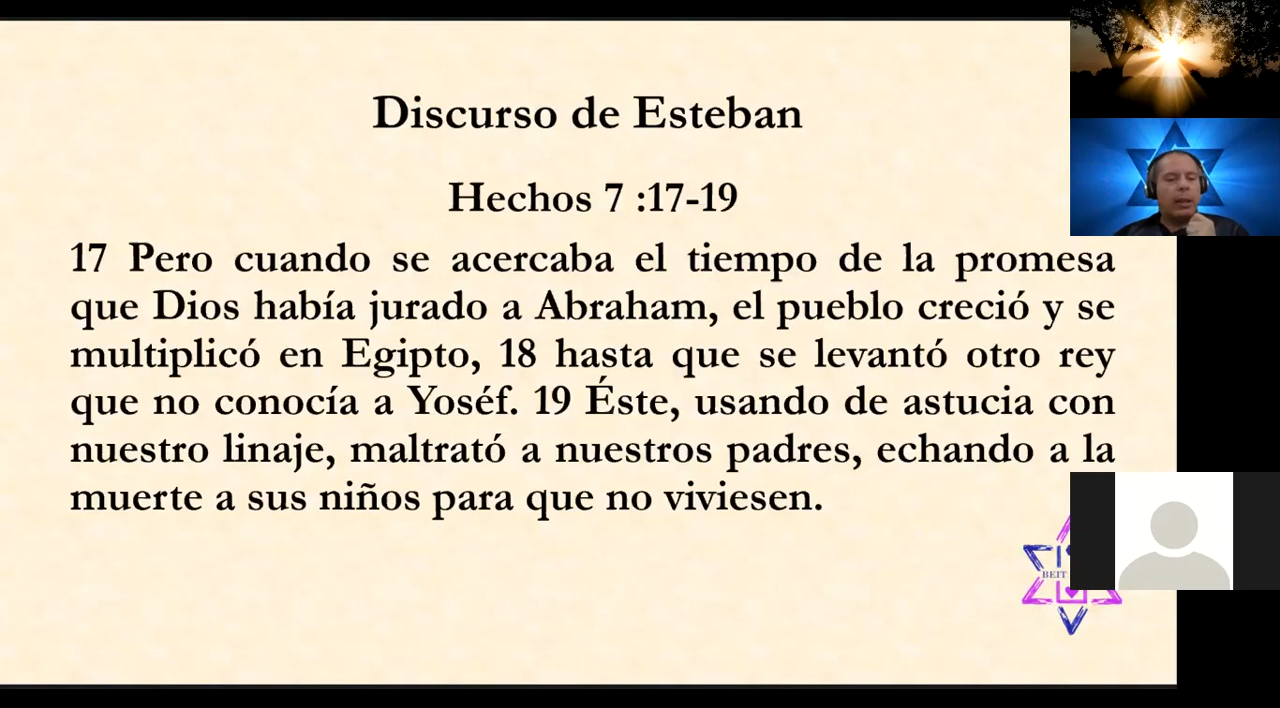 Discurso de Esteban
Hechos 7 :17-19
17 Pero cuando se acercaba el tiempo de la promesa
que Dios había jurado a Abraham, el pueblo creció y se
multiplicó en Egipto, 18 hasta que se levantó otro rey
que no conocía a Yoséf. 19 Éste, usando de astucia con
nuestro linaje, maltrató a nuestros padres, echando a la
muerte a sus niños para que no viviesen.
BEIT